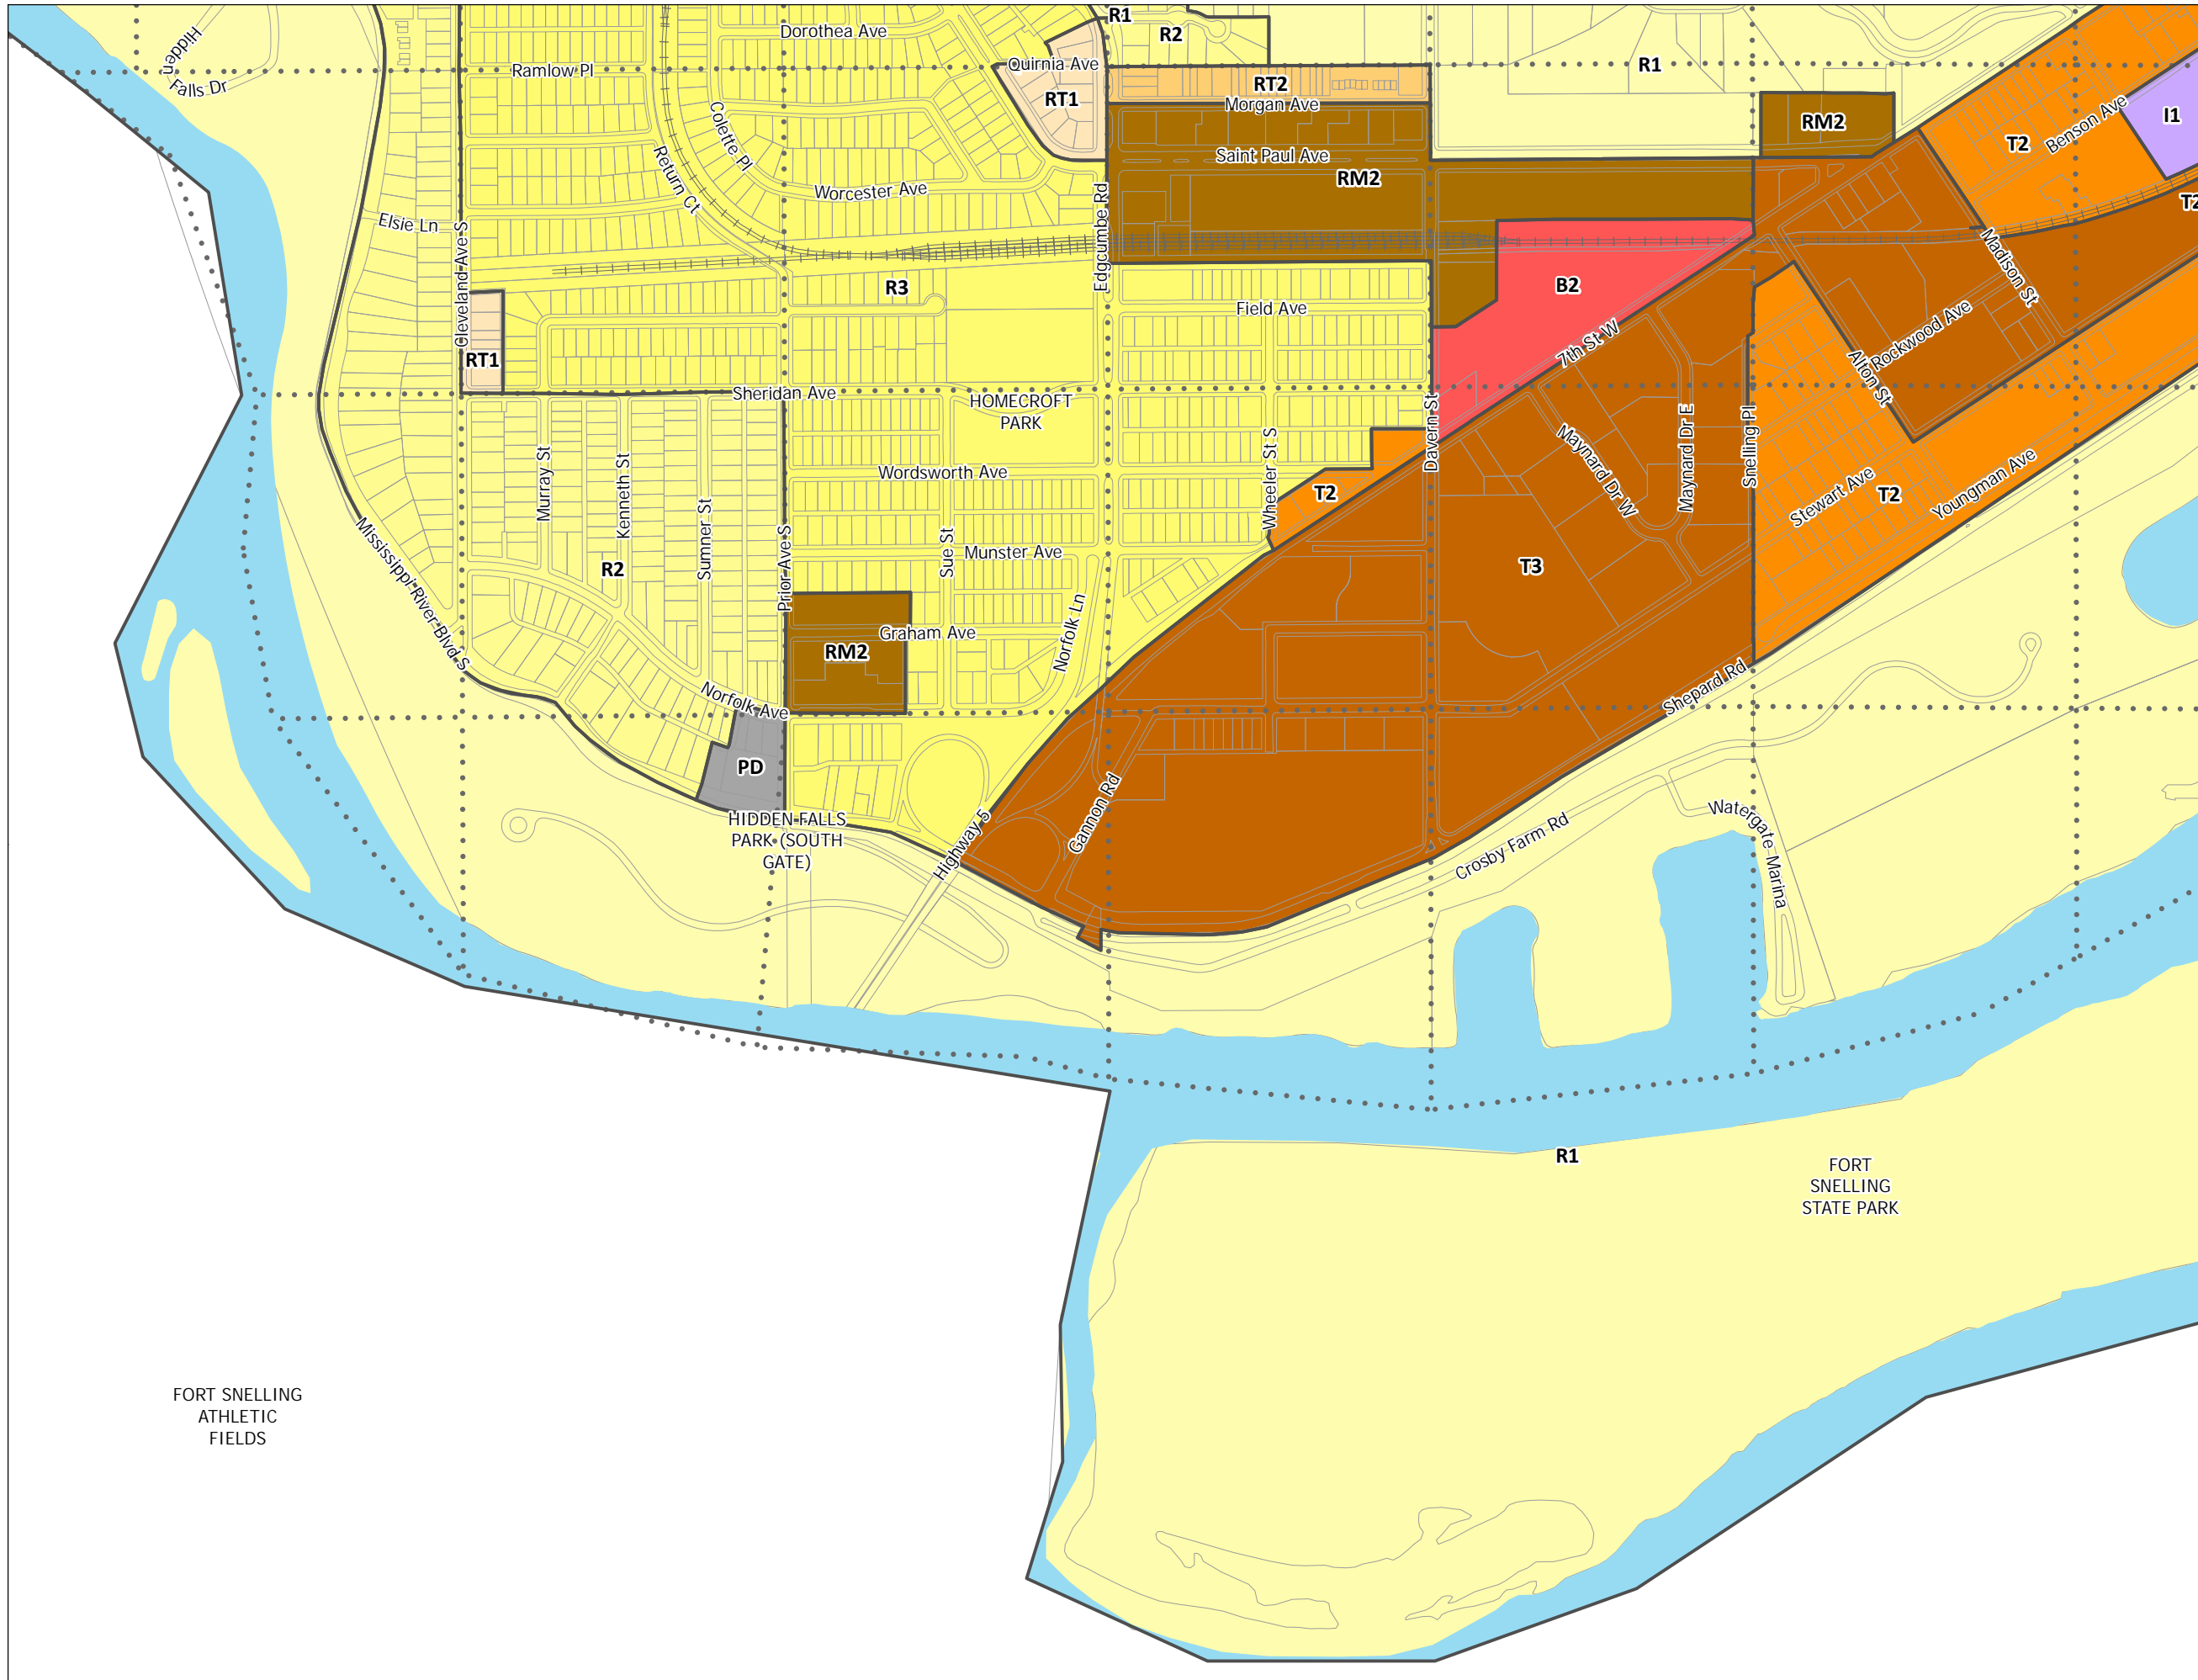 R1
Dorothea Ave
R2
Hidden
Falls Dr
Ramlow Pl
Quirnia Ave
R1
RT1
RT2
Morgan Ave
RM2
I1
T2
Benson Ave
Colette Pl
Return Ct
Saint Paul Ave
RM2
Worcester Ave
T2
Elsie Ln
Cleveland Ave S
Edgcumbe Rd
Madison St
R3
B2
Field Ave
7th St W
Rockwood Ave
Alton St
RT1
Sheridan Ave
HOMECROFT
PARK
Davern St
Maynard Dr W
Maynard Dr E
Snelling Pl
Murray St
Kenneth St
Sumner St
Wordsworth Ave
Wheeler St S
T2
Stewart Ave
T2
Youngman Ave
Mississippi River Blvd S
R2
Prior Ave S
Sue St
Munster Ave
T3
Norfolk Ln
Graham Ave
RM2
Norfolk Ave
Shepard Rd
PD
HIDDEN FALLS
PARK (SOUTH
GATE)
Highway 5
Gannon Rd
Crosby Farm Rd
Watergate Marina
R1
FORT
SNELLING
STATE PARK
FORT SNELLING
ATHLETIC
FIELDS